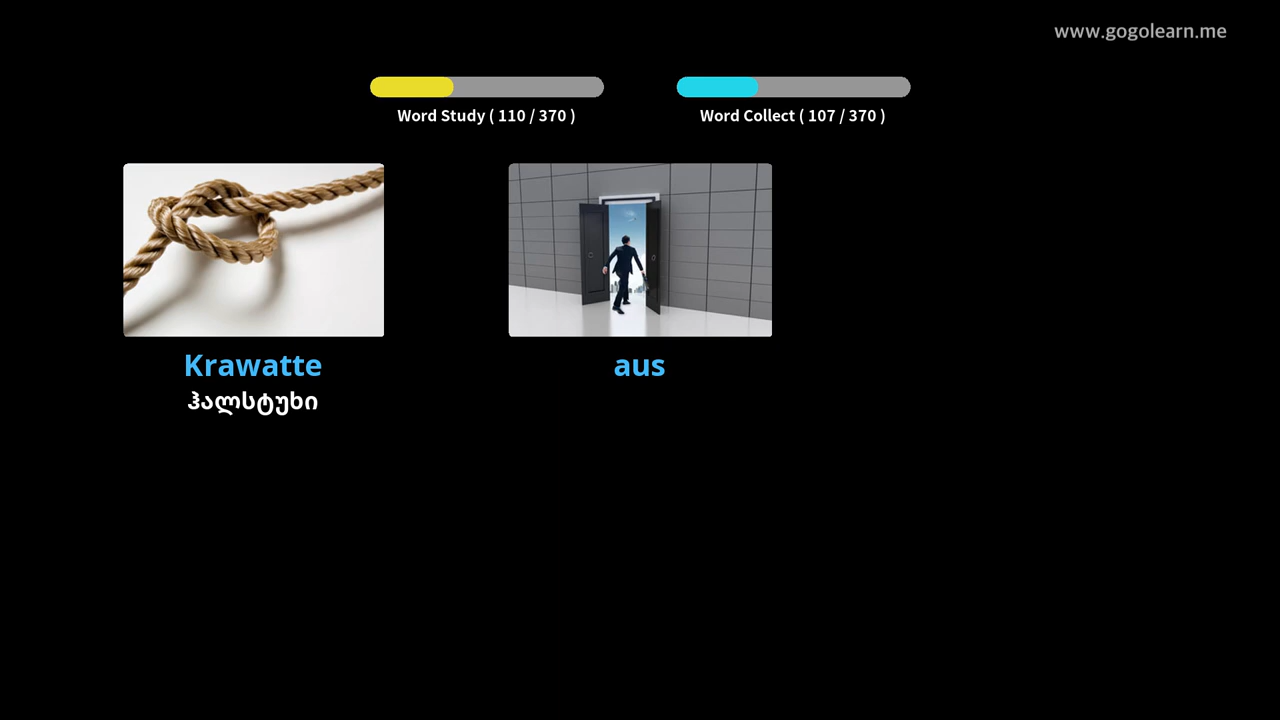 www.gogolearn.me
Word Study ( 110 / 370 )
Word Collect ( 107 / 370 )
Krawatte
ჰალსტუხი
aus